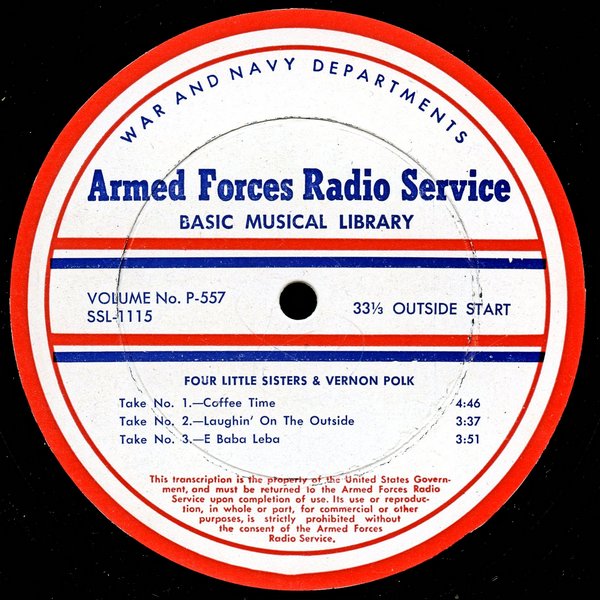 WAR AND NAVY DEPARTMENTS
Armed Forces Radio Service
BASIC MUSICAL LIBRARY
VOLUME No. P-557
SSL-1115
33⅓ OUTSIDE START
FOUR LITTLE SISTERS & VERNON POLK
Take No. 1.—Coffee Time 4:46
Take No. 2.—Laughin' On The Outside 3:37
Take No. 3.—E Baba Leba 3:51
This transcription is the property of the United States Govern-
ment, and must be returned to the Armed Forces Radio
Service upon completion of use. Its use or reproduc-
tion, in whole or part, for commercial or other
purposes, is strictly prohibited without
the consent of the Armed Forces
Radio Service.